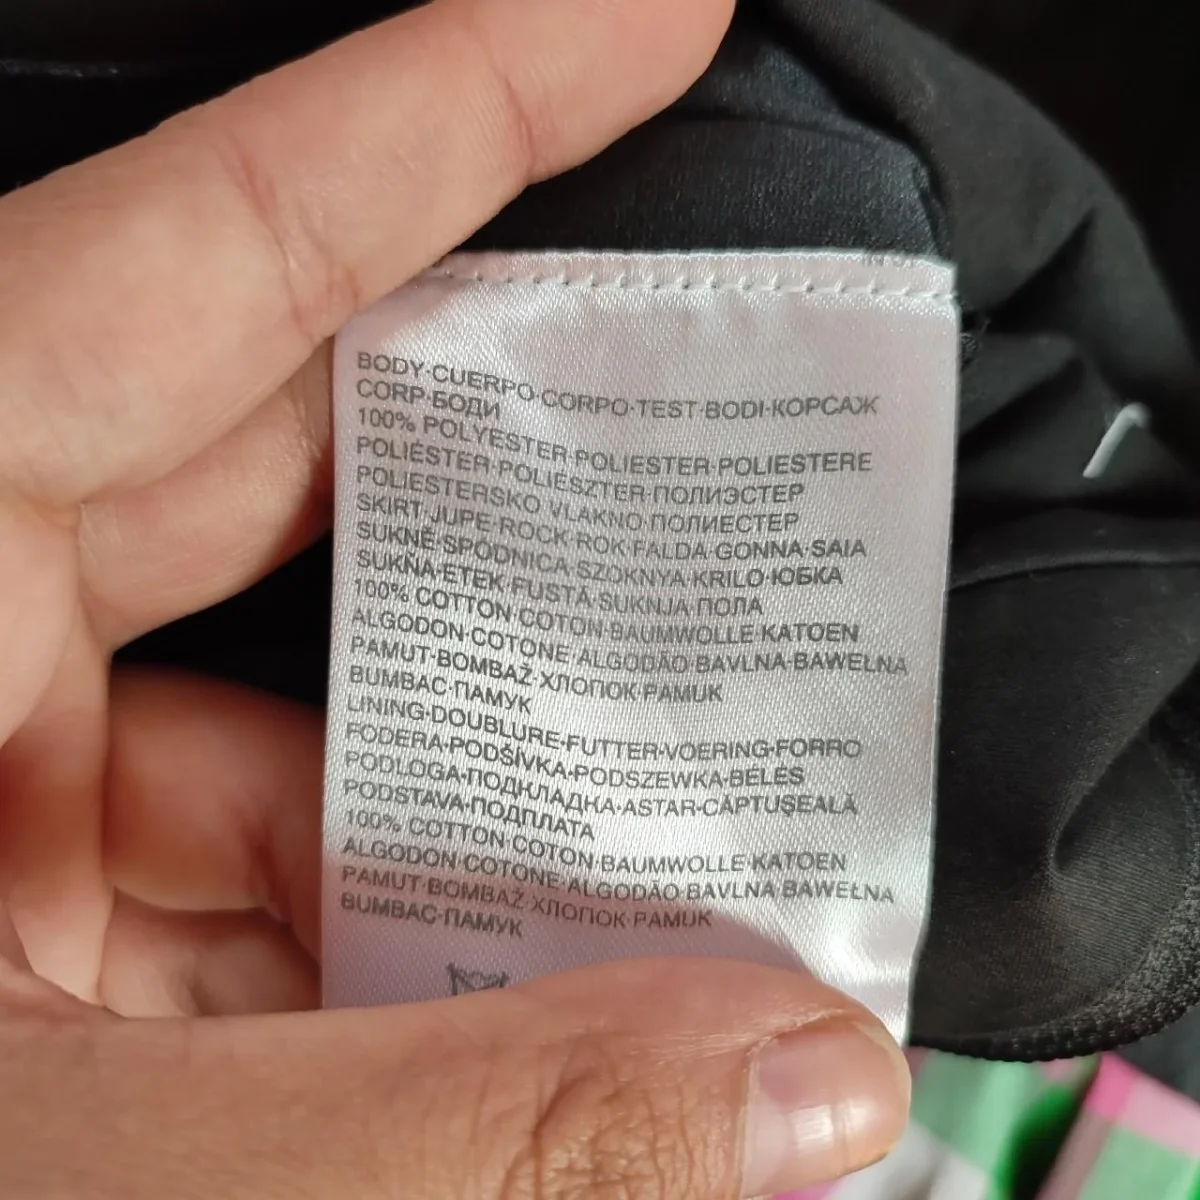 BODY·CUERPO·CORPO·TEST·BODI·КОРСАЖ
CORP·БОДИ
100% POLYESTER·POLIESTER·POLIESTERE
POLIÉSTER·POLIESZTER·ПОЛИЭСТЕР
POLIESTERSKO VLAKNO·ПОЛИЕСТЕР
SKIRT·JUPE·ROCK·ROK·FALDA·GONNA·SAIA
SUKNĚ·SPÓDNICA·SZOKNYA·KRILO·ЮБКА
SUKŇA·ETEK·FUSTĂ·SUKNJA·ПОЛА
100% COTTON·COTON·BAUMWOLLE·KATOEN
ALGODON·COTONE·ALGODÃO·BAVLNA·BAWEŁNA
PAMUT·BOMBAŽ·ХЛОПОК·PAMUK
BUMBAC·ПАМУК
LINING·DOUBLURE·FUTTER·VOERING·FORRO
FODERA·PODŠÍVKA·PODSZEWKA·BÉLÉS
PODLOGA·ПОДКЛАДКА·ASTAR·CĂPTUŞEALĂ
PODSTAVA·ПОДПЛАТА
100% COTTON·COTON·BAUMWOLLE·KATOEN
ALGODON·COTONE·ALGODÃO·BAVLNA·BAWEŁNA
PAMUT·BOMBAŽ·ХЛОПОК·PAMUK
BUMBAC·ПАМУК